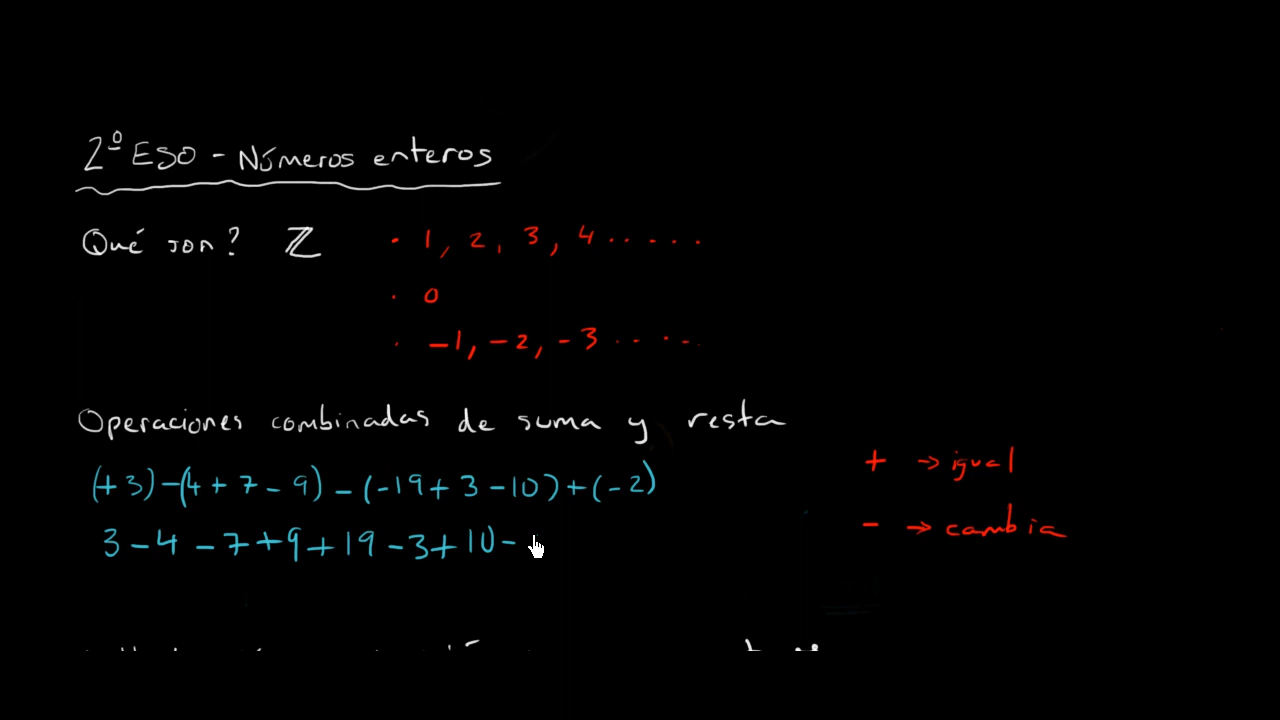 2º ESO - Números enteros
Qué son? ℤ
· 1, 2, 3, 4 ......
· 0
· -1, -2, -3 .....
Operaciones combinadas de suma y resta
(+3)-(4+7-9)-(-19+3-10)+(-2)
+ → igual
3-4-7+9+19-3+10-
- → cambia